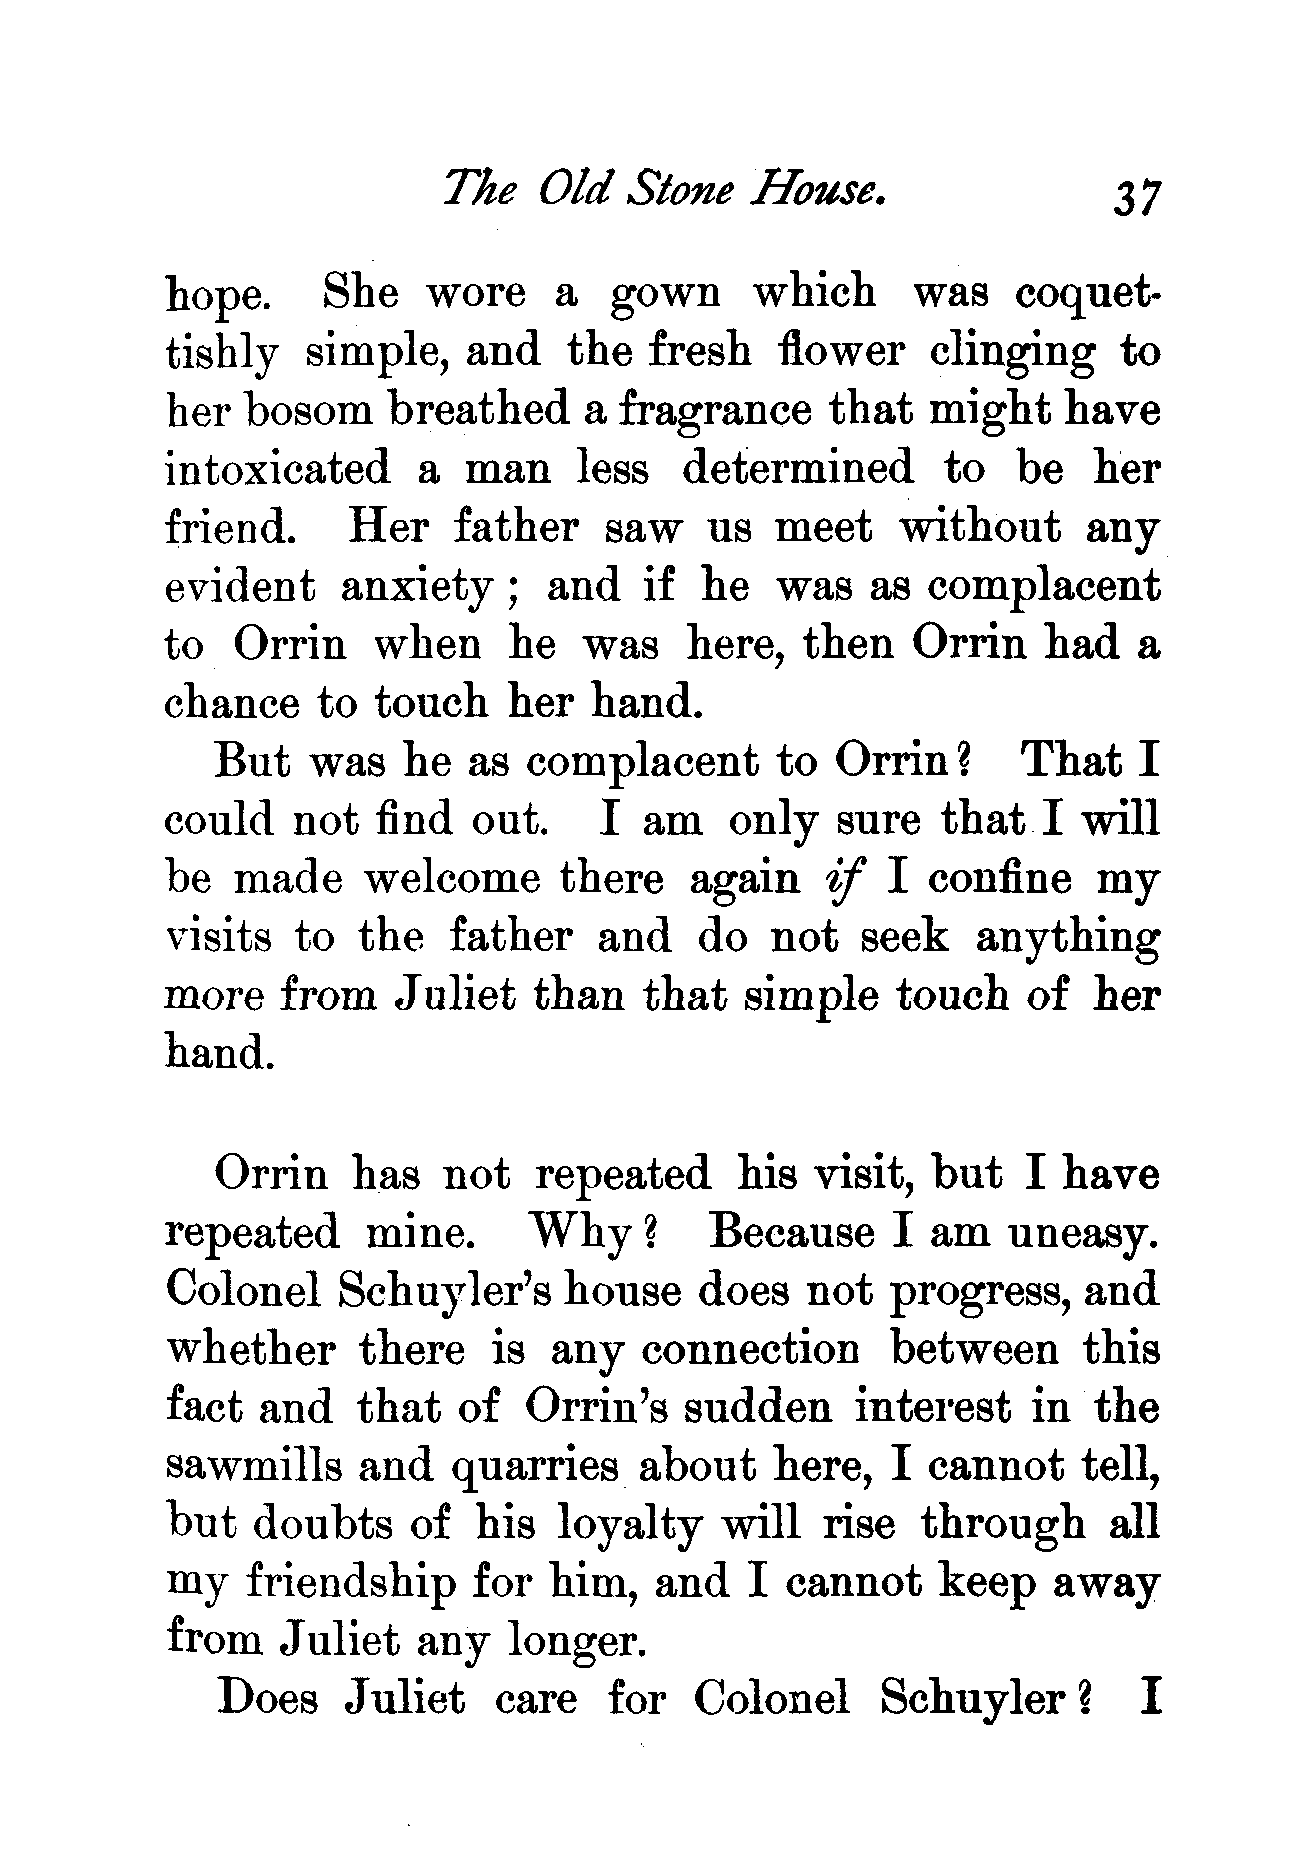 The Old Stone House. 37
hope. She wore a gown which was coquet-
tishly simple, and the fresh flower clinging to
her bosom breathed a fragrance that might have
intoxicated a man less determined to be her
friend. Her father saw us meet without any
evident anxiety ; and if he was as complacent
to Orrin when he was here, then Orrin had a
chance to touch her hand.
But was he as complacent to Orrin ? That I
could not find out. I am only sure that I will
be made welcome there again if I confine my
visits to the father and do not seek anything
more from Juliet than that simple touch of her
hand.
Orrin has not repeated his visit, but I have
repeated mine. Why ? Because I am uneasy.
Colonel Schuyler's house does not progress, and
whether there is any connection between this
fact and that of Orrin's sudden interest in the
sawmills and quarries about here, I cannot tell,
but doubts of his loyalty will rise through all
my friendship for him, and I cannot keep away
from Juliet any longer.
Does Juliet care for Colonel Schuyler ? I